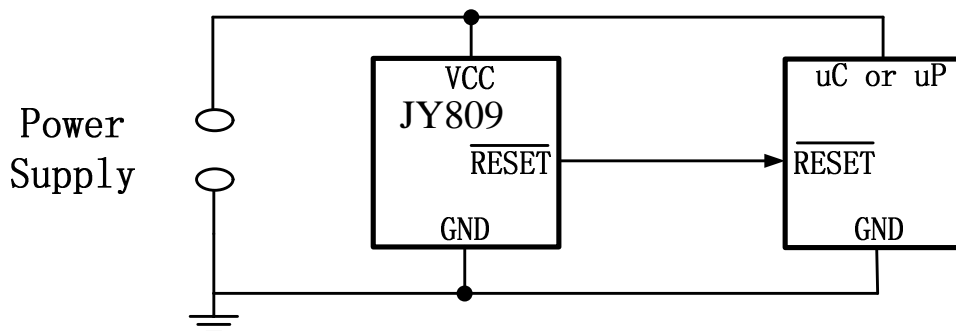 Power
Supply
VCC
JY809
RESET
GND
uC or uP
RESET
GND